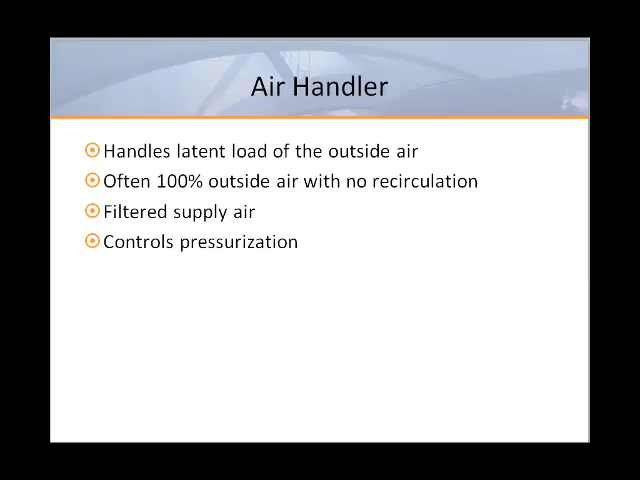 Air Handler
Handles latent load of the outside air
Often 100% outside air with no recirculation
Filtered supply air
Controls pressurization